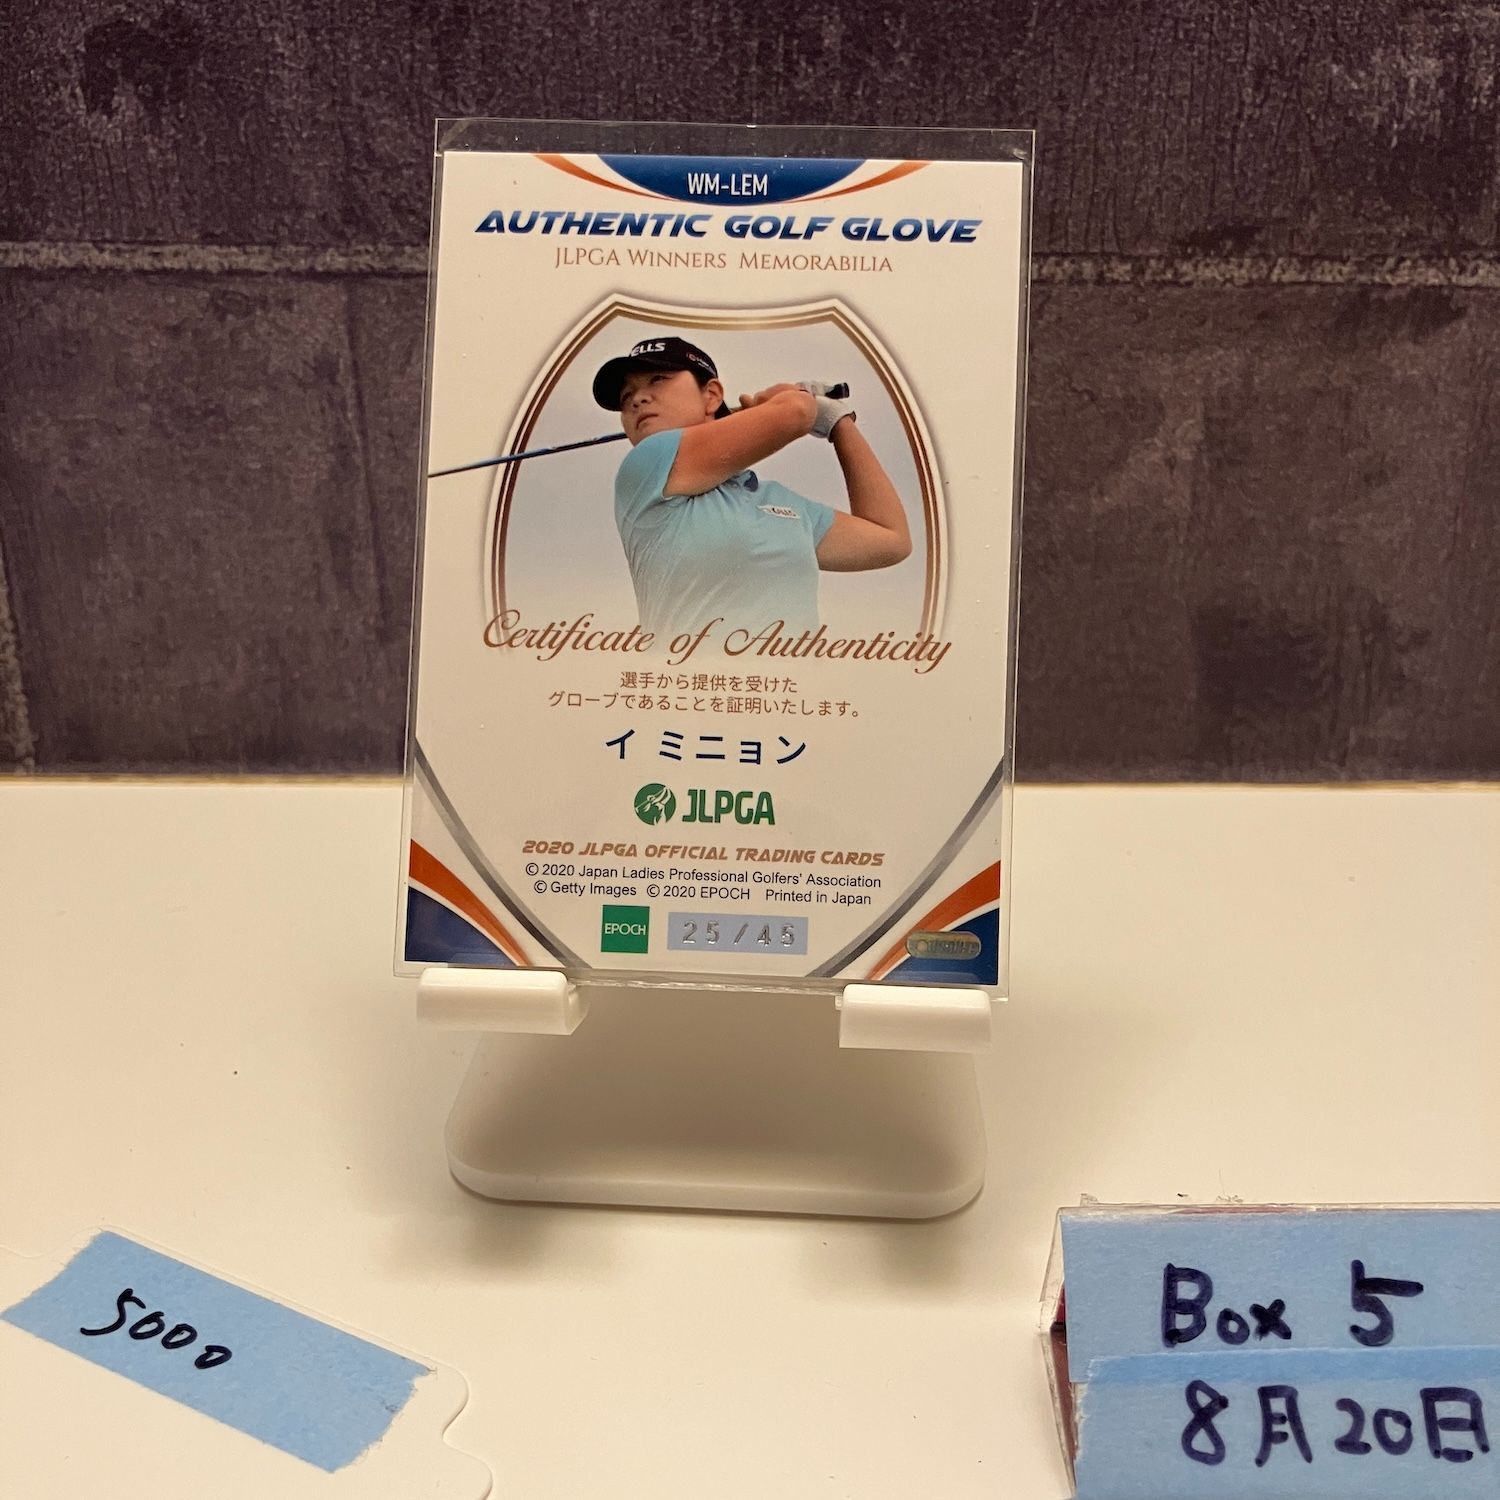 WM-LEM
AUTHENTIC GOLF GLOVE
JLPGA WINNERS MEMORABILIA
ELLS
Certificate of Authenticity
選手から提供を受けた
グローブであることを証明いたします。
イ ミニョン
JLPGA
2020 JLPGA OFFICIAL TRADING CARDS
© 2020 Japan Ladies Professional Golfers' Association
© Getty Images © 2020 EPOCH Printed in Japan
EPOCH
25/45
5000
Box 5
8月20日